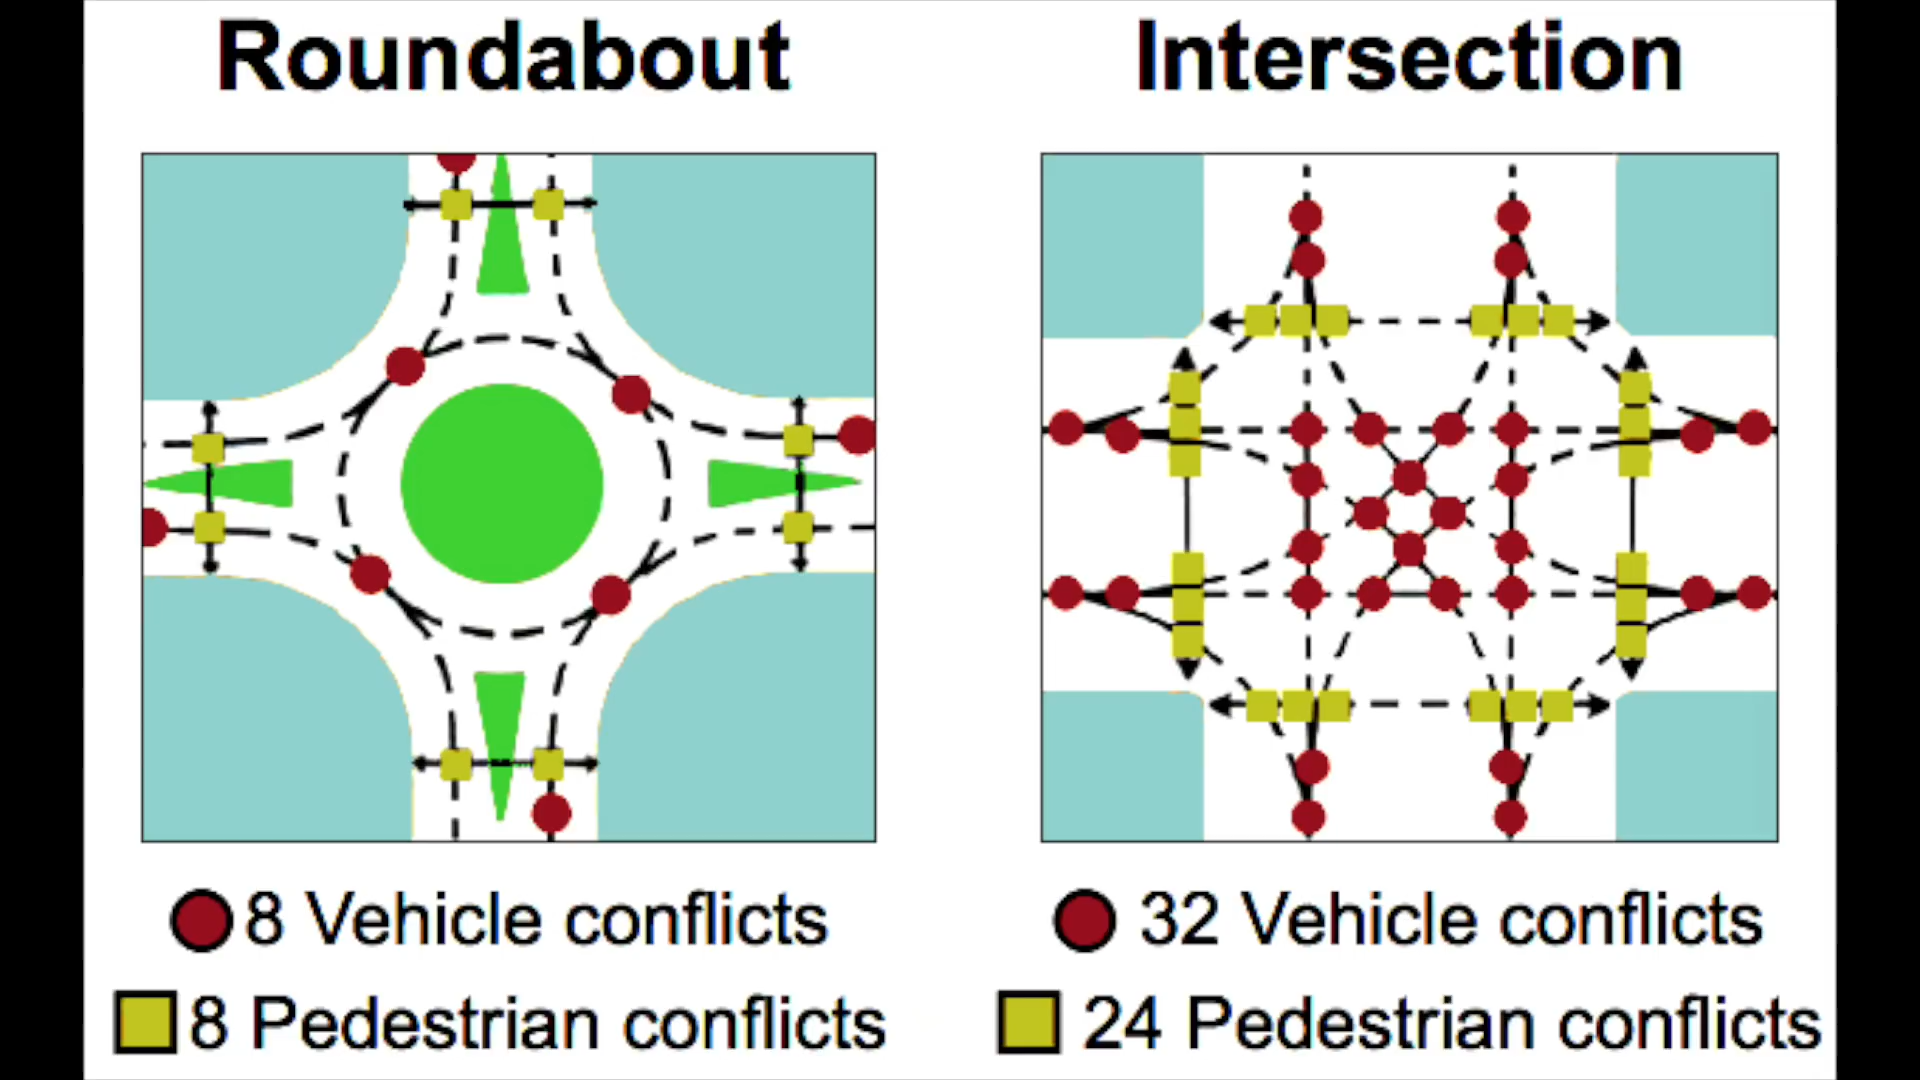 Roundabout
Intersection
8 Vehicle conflicts
32 Vehicle conflicts
8 Pedestrian conflicts
24 Pedestrian conflicts